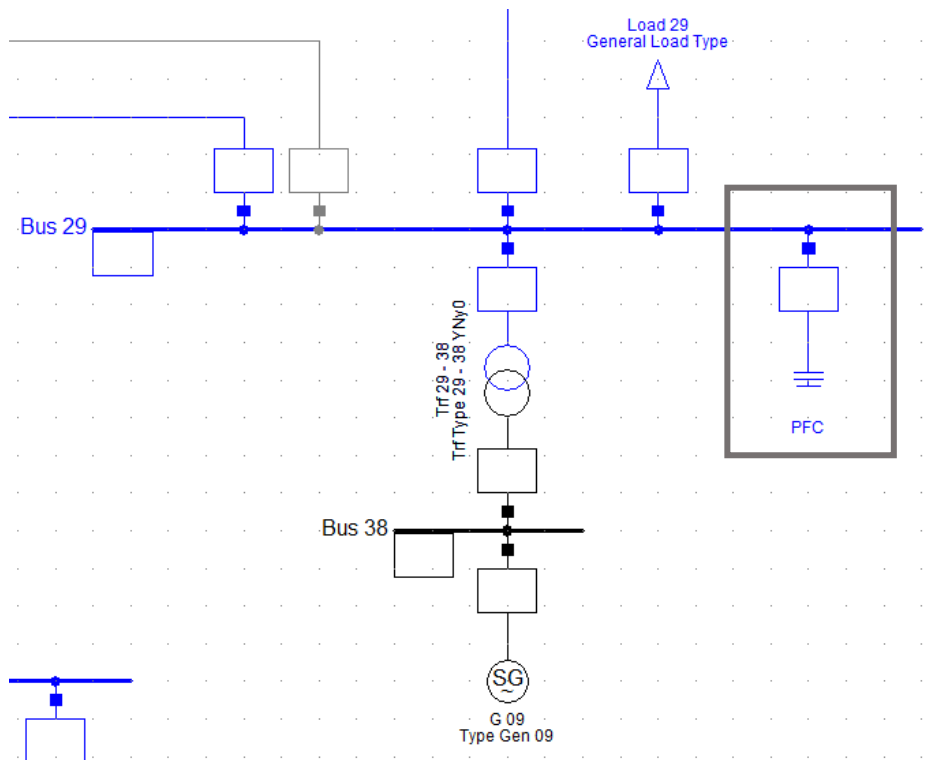 Load 29
General Load Type
Bus 29
Trf 29 - 38
Trf Type 29 - 38 YNy0
PFC
Bus 38
SG
~
G 09
Type Gen 09